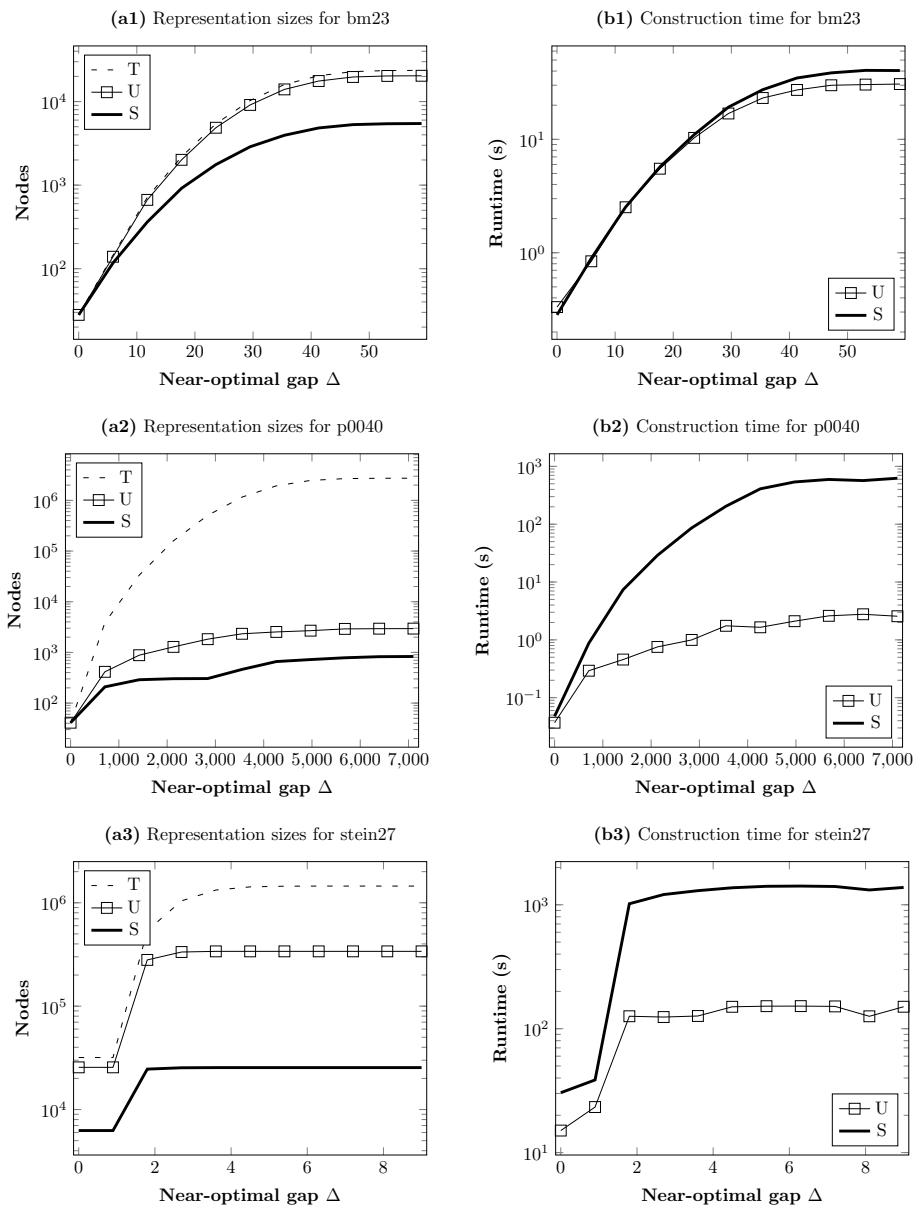 (a1) Representation sizes for bm23
(b1) Construction time for bm23
10^4
10^3
10^2
Nodes
T
U
S
0 10 20 30 40 50
Near-optimal gap Δ
10^1
10^0
Runtime (s)
U
S
0 10 20 30 40 50
Near-optimal gap Δ
(a2) Representation sizes for p0040
(b2) Construction time for p0040
10^6
10^5
10^4
10^3
10^2
Nodes
T
U
S
0 1,000 2,000 3,000 4,000 5,000 6,000 7,000
Near-optimal gap Δ
10^3
10^2
10^1
10^0
10^−1
Runtime (s)
U
S
0 1,000 2,000 3,000 4,000 5,000 6,000 7,000
Near-optimal gap Δ
(a3) Representation sizes for stein27
(b3) Construction time for stein27
10^6
10^5
10^4
Nodes
T
U
S
0 2 4 6 8
Near-optimal gap Δ
10^3
10^2
10^1
Runtime (s)
U
S
0 2 4 6 8
Near-optimal gap Δ